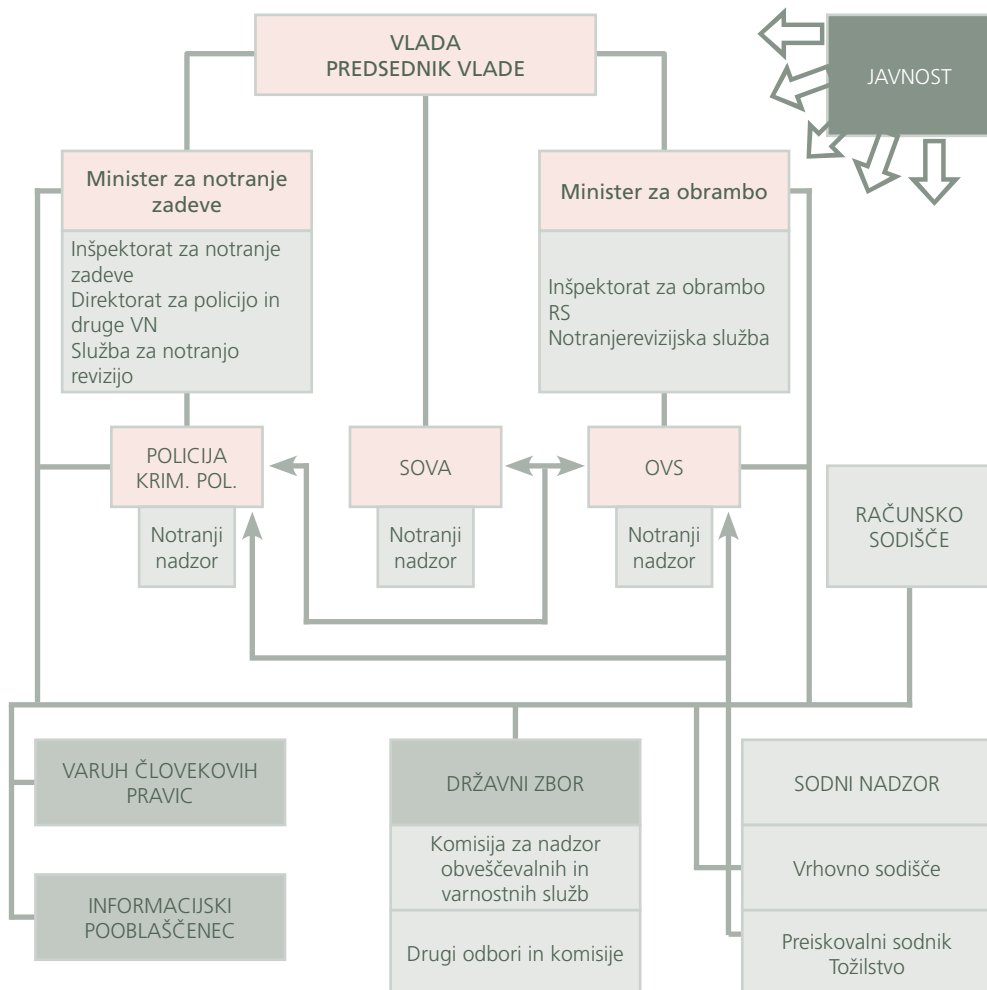 VLADA
PREDSEDNIK VLADE
JAVNOST
Minister za notranje
zadeve
Inšpektorat za notranje
zadeve
Direktorat za policijo in
druge VN
Služba za notranjo
revizijo
Minister za obrambo
Inšpektorat za obrambo
RS
Notranjerevizijska služba
POLICIJA
KRIM. POL.
Notranji
nadzor
SOVA
Notranji
nadzor
OVS
Notranji
nadzor
RAČUNSKO
SODIŠČE
VARUH ČLOVEKOVIH
PRAVIC
INFORMACIJSKI
POOBLAŠČENEC
DRŽAVNI ZBOR
Komisija za nadzor
obveščevalnih in
varnostnih služb
Drugi odbori in komisije
SODNI NADZOR
Vrhovno sodišče
Preiskovalni sodnik
Tožilstvo